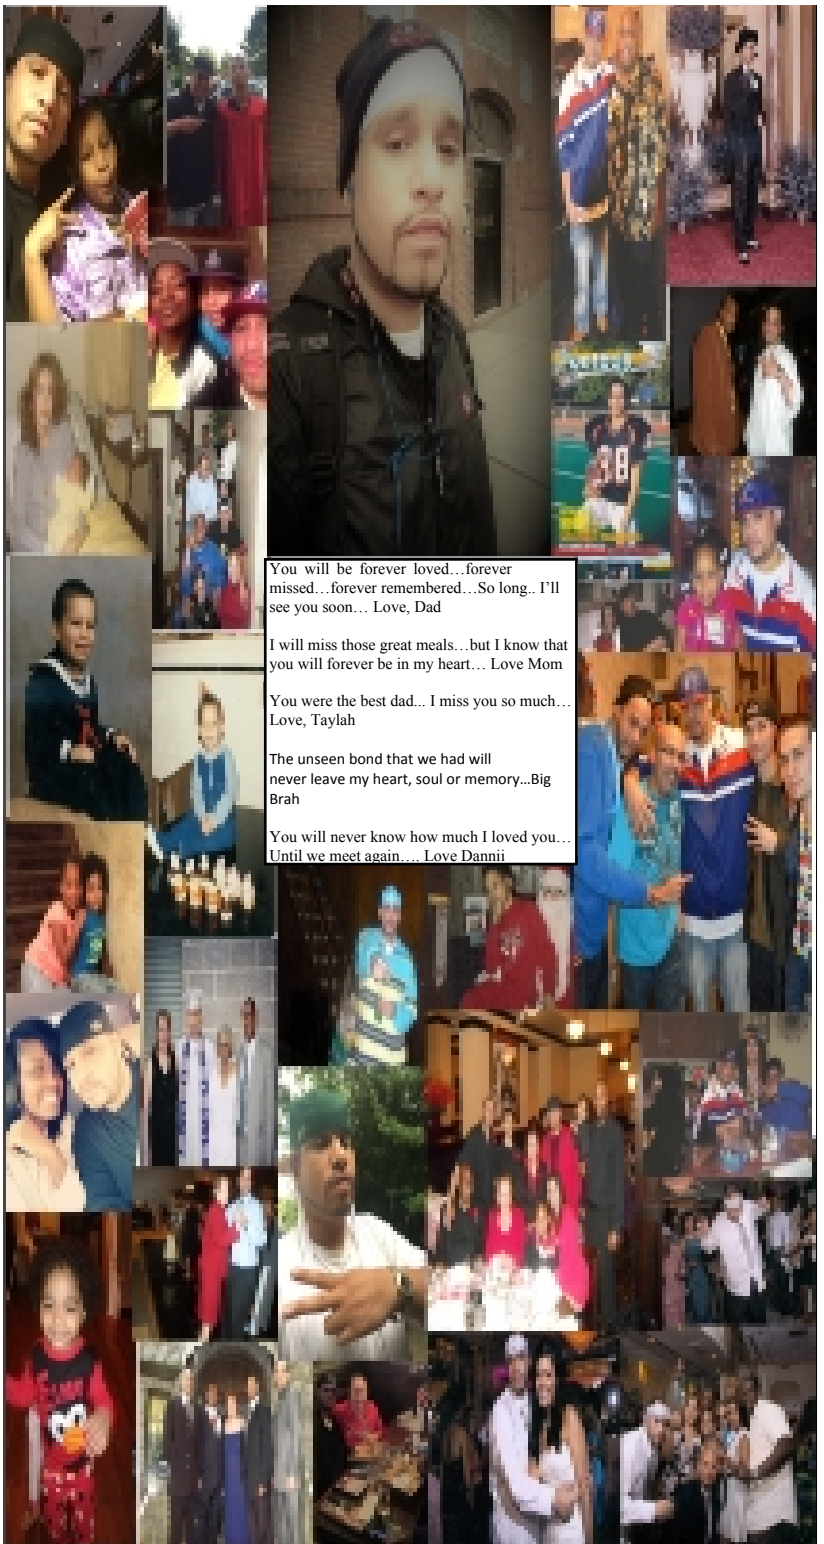 You will be forever loved…forever
missed…forever remembered…So long.. I’ll
see you soon… Love, Dad
I will miss those great meals…but I know that
you will forever be in my heart… Love Mom
You were the best dad... I miss you so much…
Love, Taylah
The unseen bond that we had will
never leave my heart, soul or memory…Big
Brah
You will never know how much I loved you…
Until we meet again…. Love Dannii
88